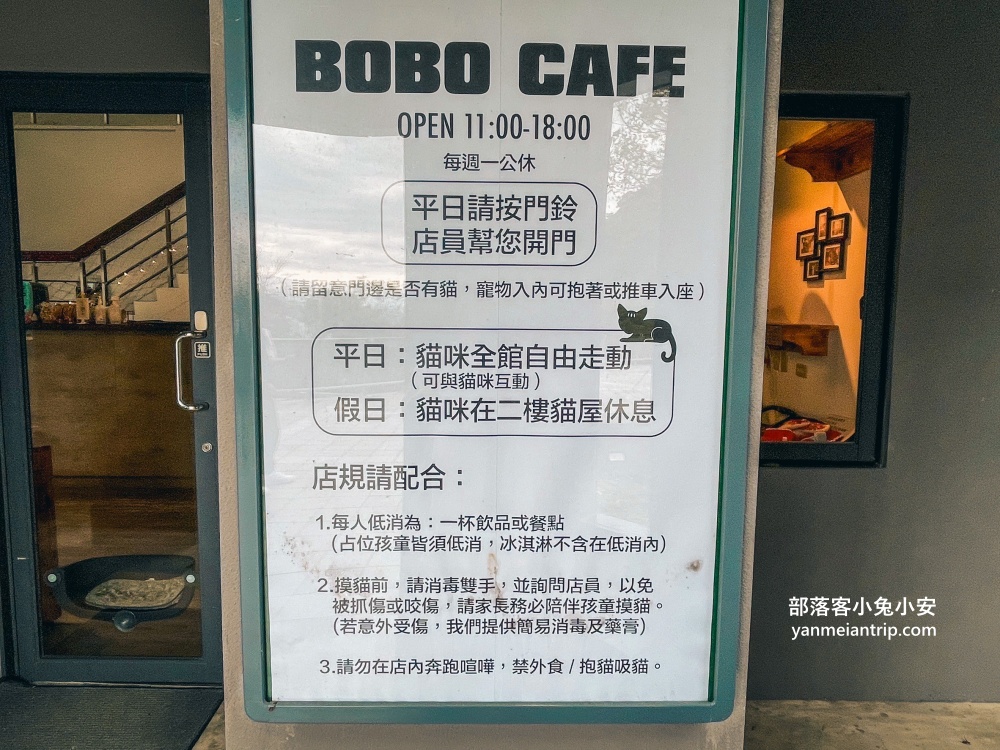 BOBO CAFE
OPEN 11:00-18:00
每週一公休
平日請按門鈴
店員幫您開門
（請留意門邊是否有貓，寵物入內可抱著或推車入座）
平日：貓咪全館自由走動
（可與貓咪互動）
假日：貓咪在二樓貓屋休息
店規請配合：
1.每人低消為：一杯飲品或餐點
(占位孩童皆須低消，冰淇淋不含在低消內)
2.摸貓前，請消毒雙手，並詢問店員，以免
被抓傷或咬傷，請家長務必陪伴孩童摸貓。
(若意外受傷，我們提供簡易消毒及藥膏)
3.請勿在店內奔跑喧嘩，禁外食 / 抱貓吸貓。
推
部落客小兔小安
yanmeiantrip.com